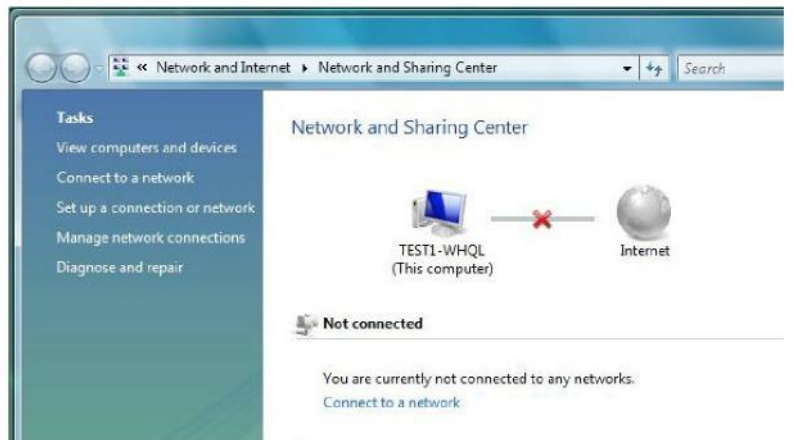 « Network and Internet ▸ Network and Sharing Center
Search
Tasks
View computers and devices
Connect to a network
Set up a connection or network
Manage network connections
Diagnose and repair
Network and Sharing Center
TEST1-WHQL
(This computer)
Internet
Not connected
You are currently not connected to any networks.
Connect to a network